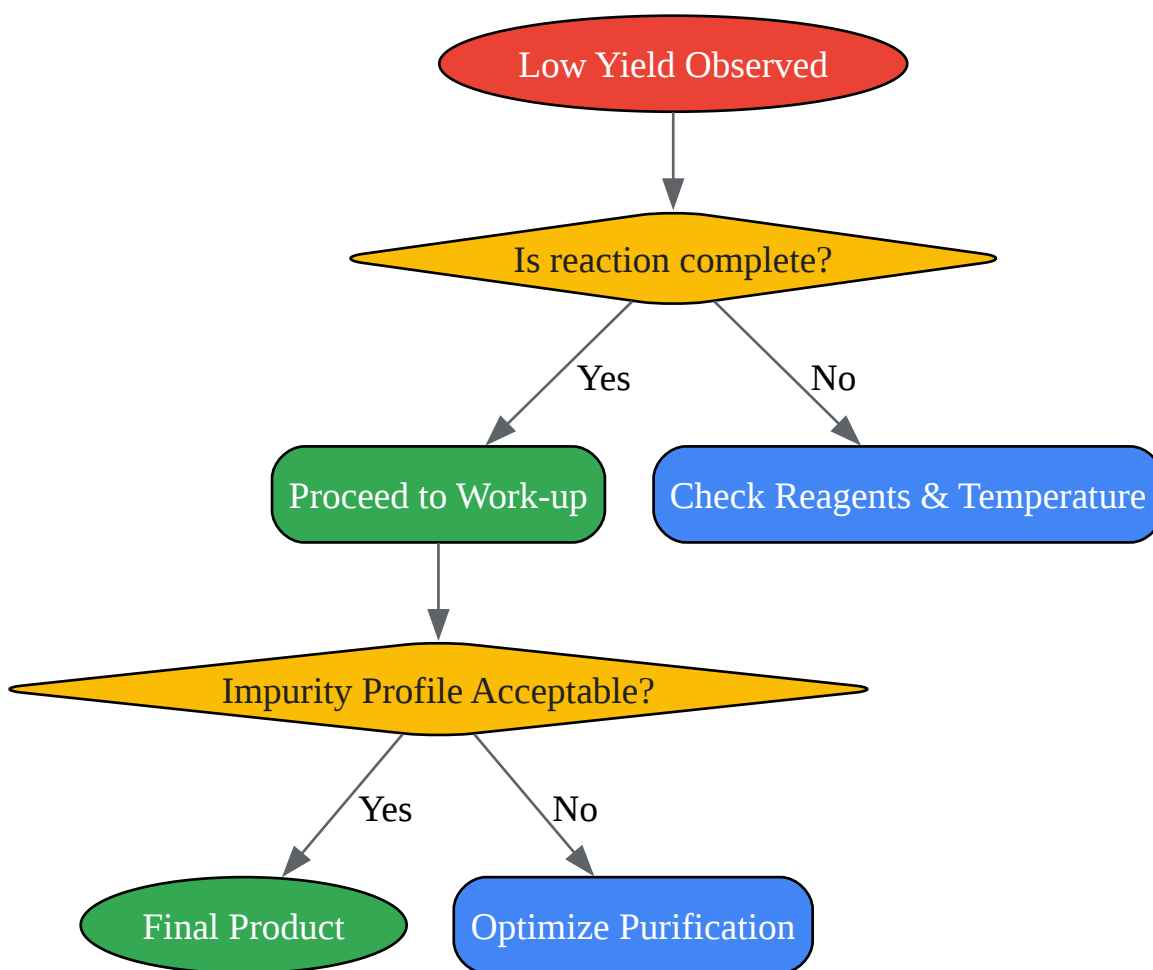 Low Yield Observed
Is reaction complete?
Yes
No
Proceed to Work-up
Check Reagents & Temperature
Impurity Profile Acceptable?
Yes
No
Final Product
Optimize Purification